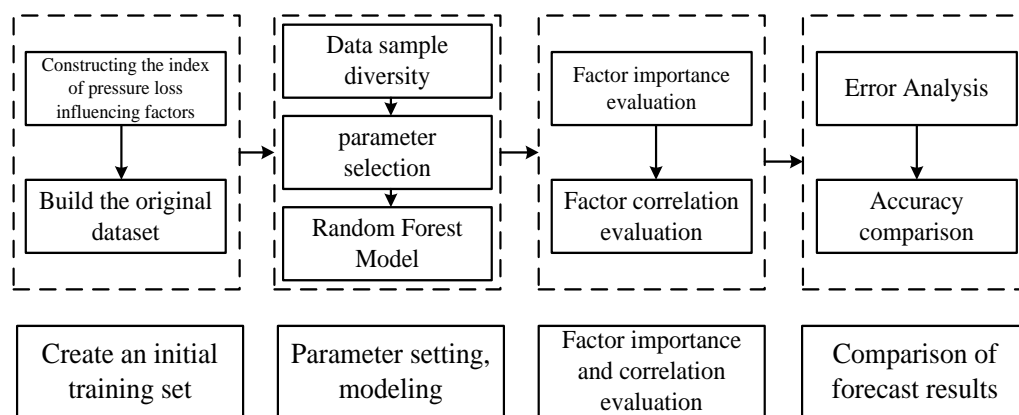 Constructing the index
of pressure loss
influencing factors
Build the original
dataset
Data sample
diversity
parameter
selection
Random Forest
Model
Factor importance
evaluation
Factor correlation
evaluation
Error Analysis
Accuracy
comparison
Create an initial
training set
Parameter setting,
modeling
Factor importance
and correlation
evaluation
Comparison of
forecast results